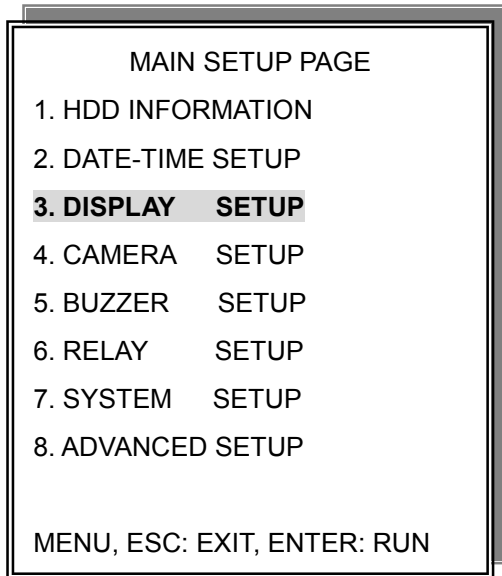 MAIN SETUP PAGE
1. HDD INFORMATION
2. DATE-TIME SETUP
3. DISPLAY SETUP
4. CAMERA SETUP
5. BUZZER SETUP
6. RELAY SETUP
7. SYSTEM SETUP
8. ADVANCED SETUP
MENU, ESC: EXIT, ENTER: RUN